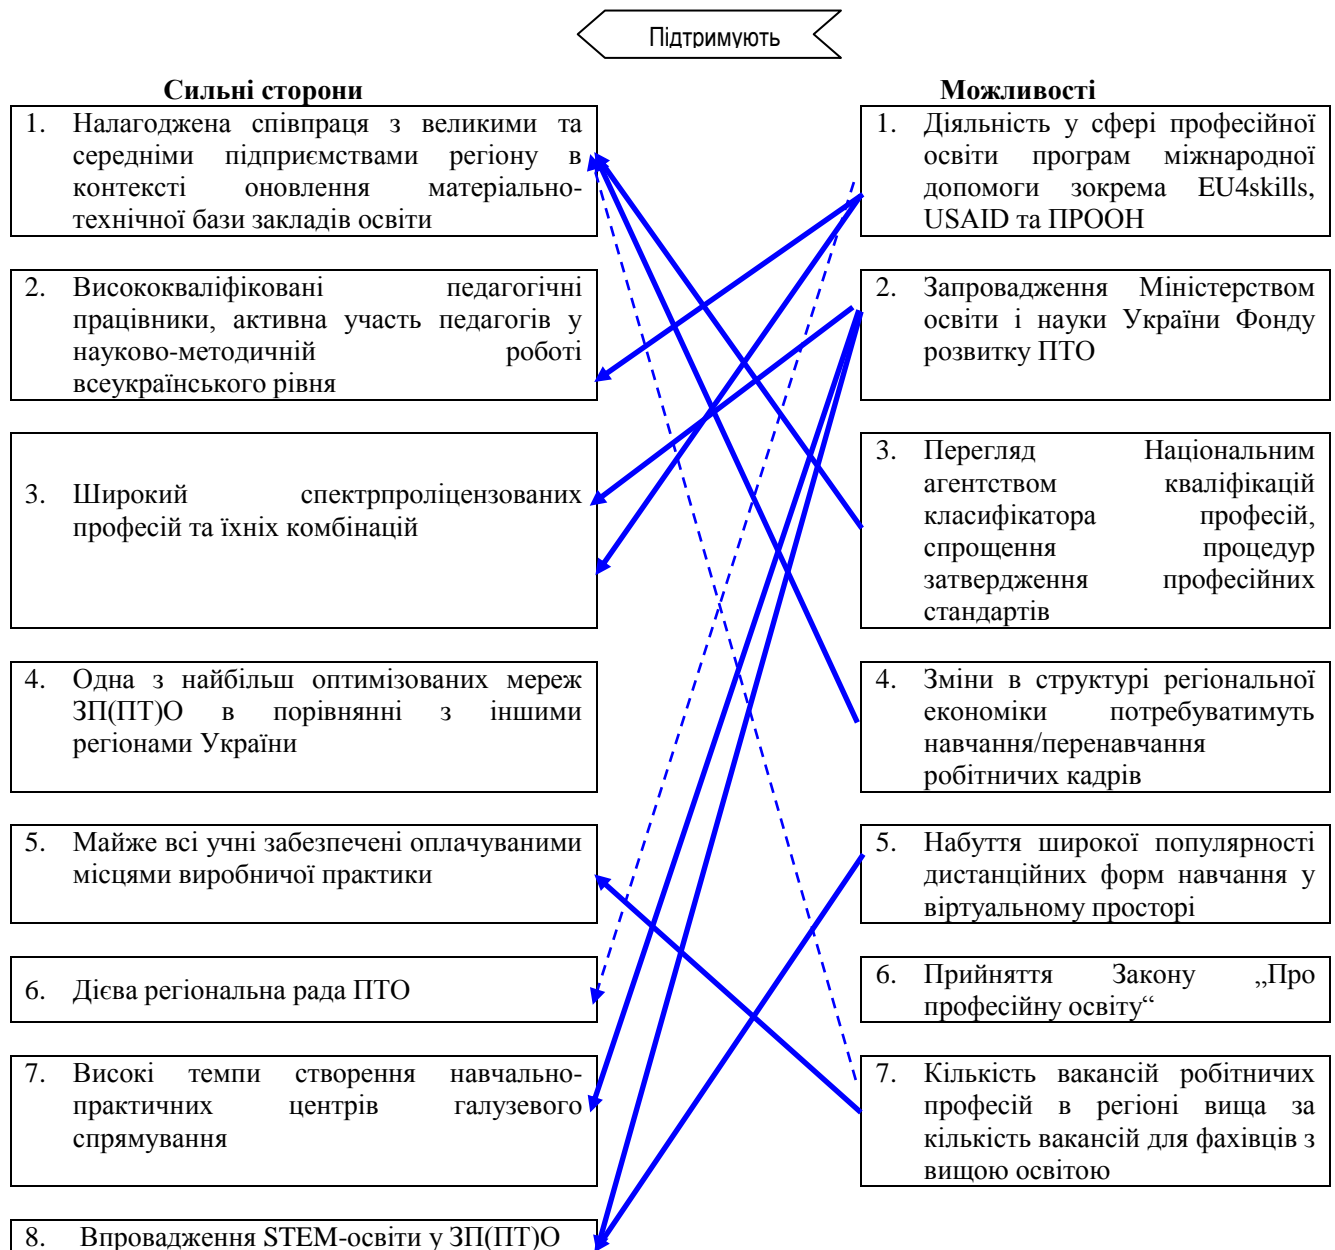 Підтримують
Сильні сторони
1. Налагоджена співпраця з великими та
середніми підприємствами регіону в
контексті оновлення матеріально-
технічної бази закладів освіти
2. Висококваліфіковані педагогічні
працівники, активна участь педагогів у
науково-методичній роботі
всеукраїнського рівня
3. Широкий спектрпроліцензованих
професій та їхніх комбінацій
4. Одна з найбільш оптимізованих мереж
ЗП(ПТ)О в порівнянні з іншими
регіонами України
5. Майже всі учні забезпечені оплачуваними
місцями виробничої практики
6. Дієва регіональна рада ПТО
7. Високі темпи створення навчально-
практичних центрів галузевого
спрямування
8. Впровадження STEM-освіти у ЗП(ПТ)О
Можливості
1. Діяльність у сфері професійної
освіти програм міжнародної
допомоги зокрема EU4skills,
USAID та ПРООН
2. Запровадження Міністерством
освіти і науки України Фонду
розвитку ПТО
3. Перегляд Національним
агентством кваліфікацій
класифікатора професій,
спрощення процедур
затвердження професійних
стандартів
4. Зміни в структурі регіональної
економіки потребуватимуть
навчання/перенавчання
робітничих кадрів
5. Набуття широкої популярності
дистанційних форм навчання у
віртуальному просторі
6. Прийняття Закону „Про
професійну освіту“
7. Кількість вакансій робітничих
професій в регіоні вища за
кількість вакансій для фахівців з
вищою освітою